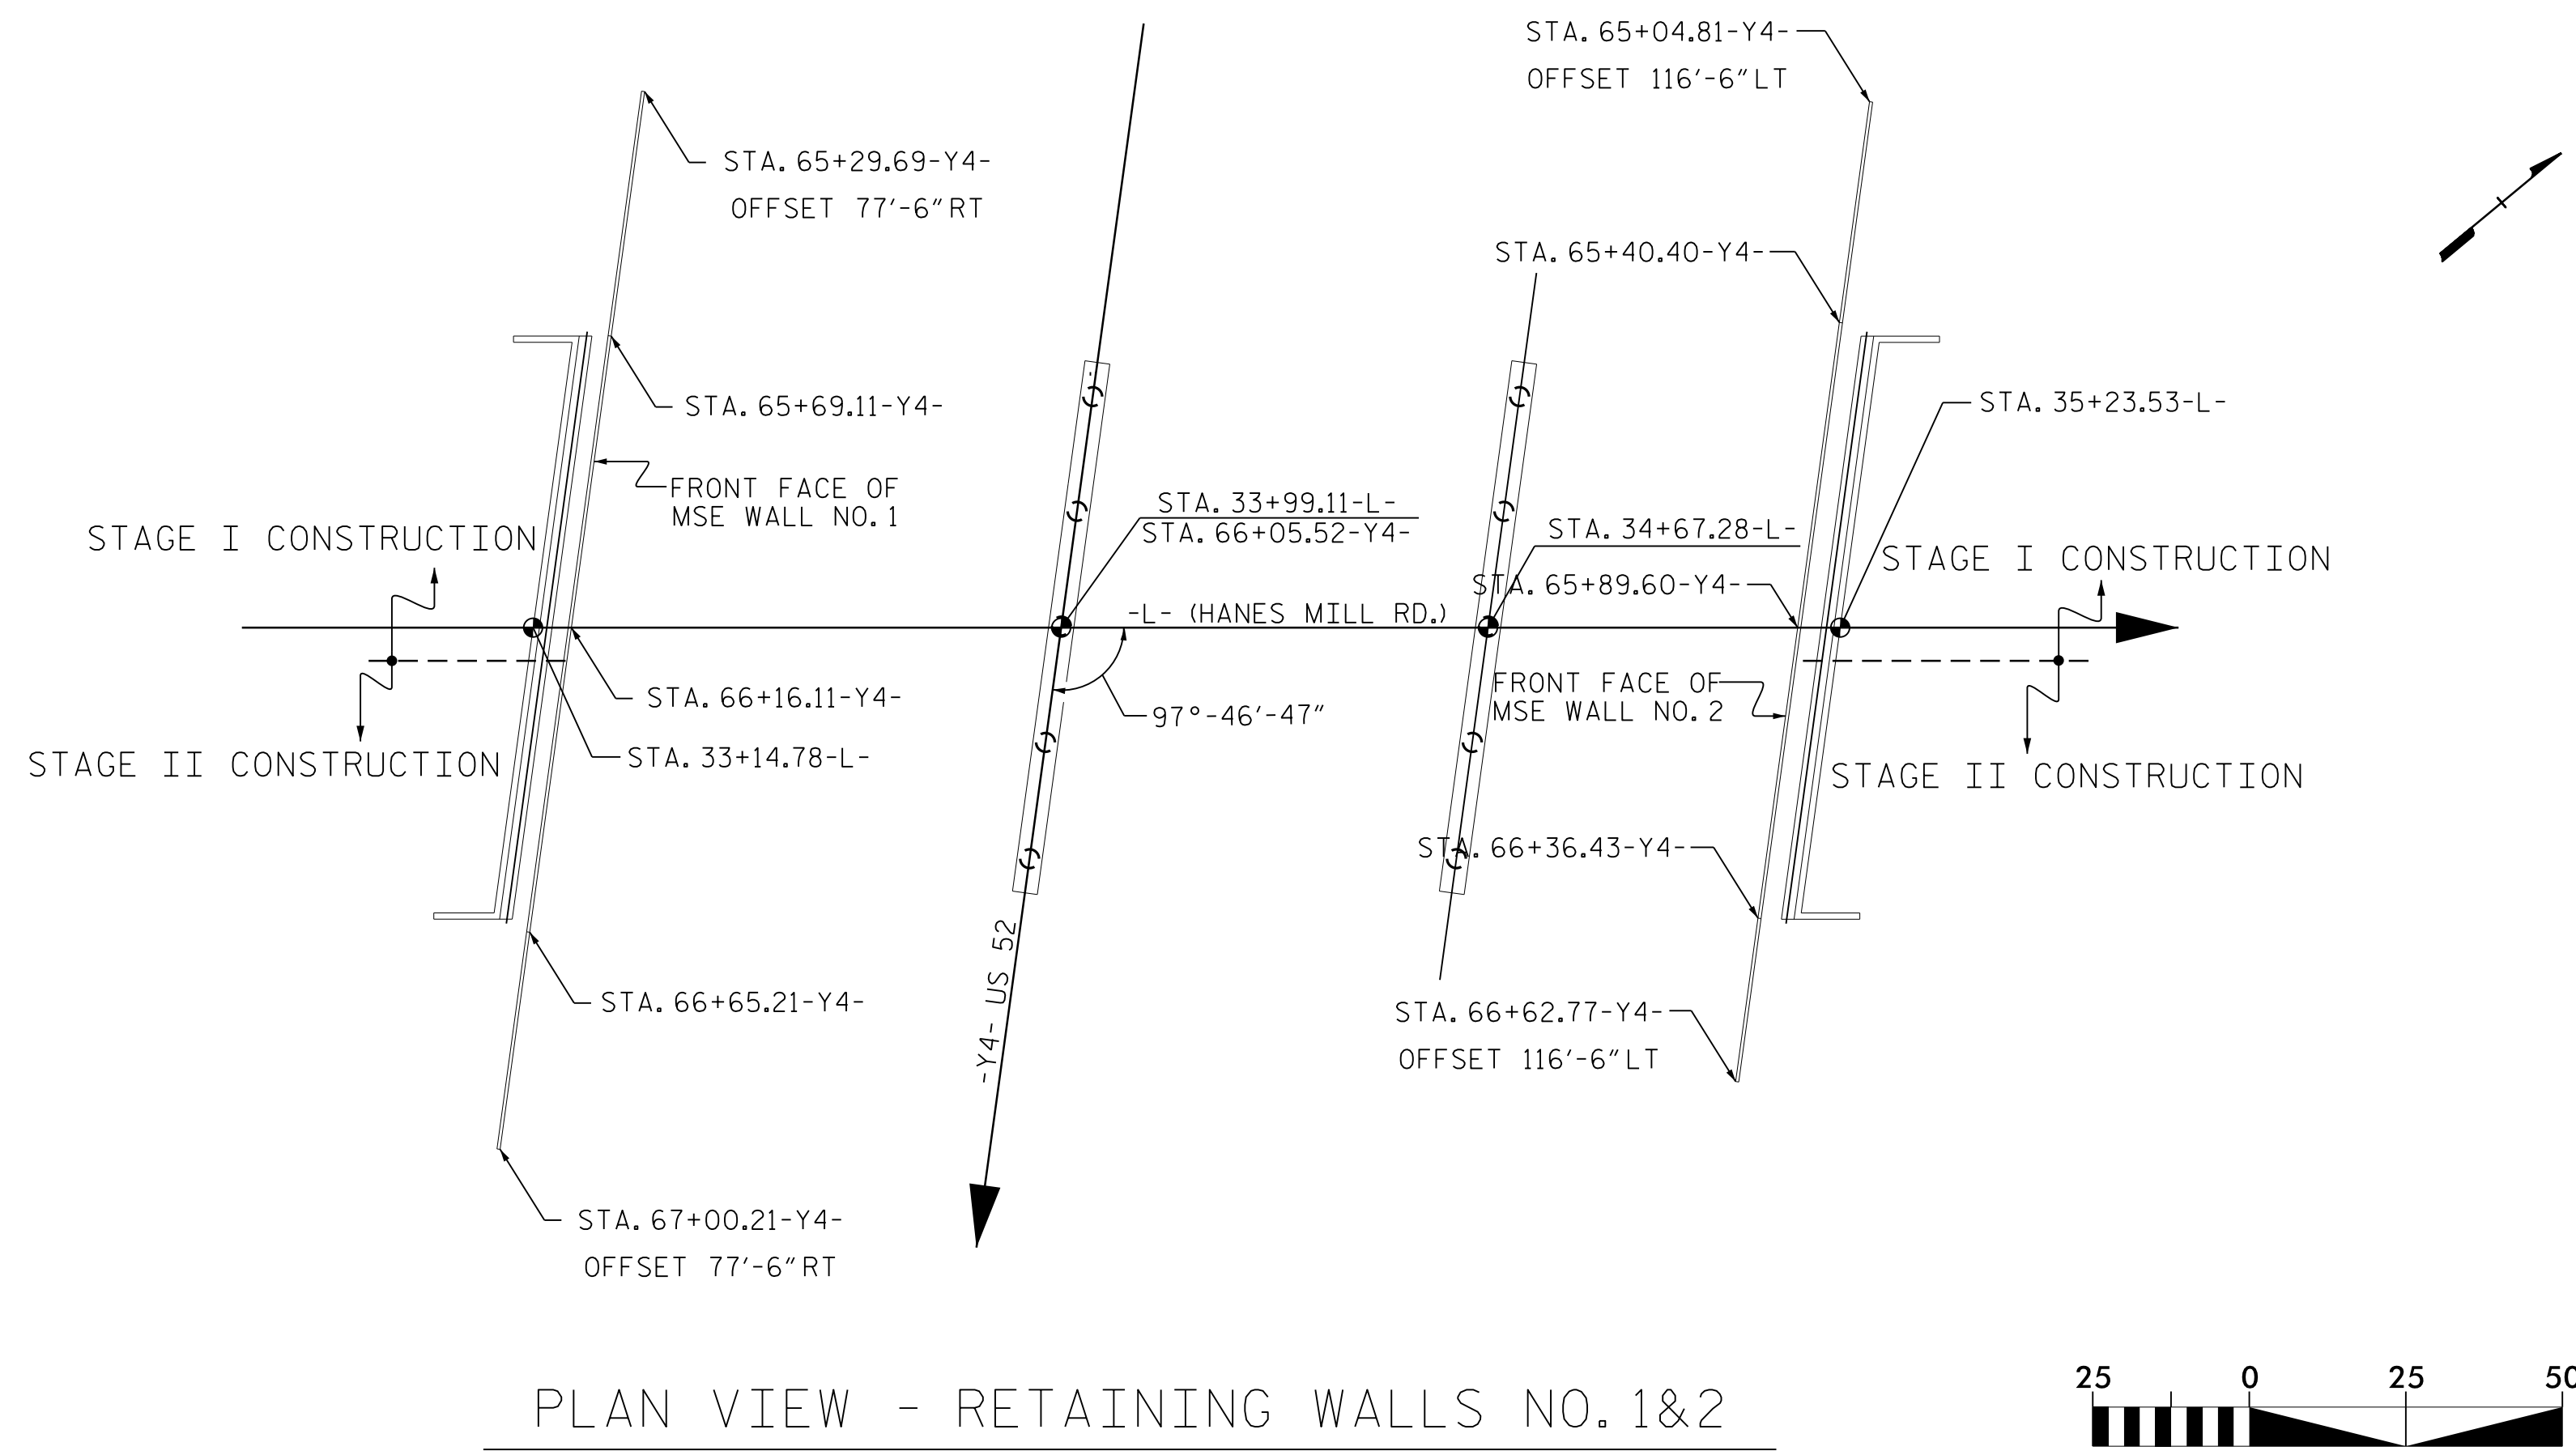 STA. 65+04.81-Y4-
OFFSET 116'-6" LT
STA. 65+29.69-Y4-
OFFSET 77'-6" RT
STA. 65+40.40-Y4-
STA. 65+69.11-Y4-
STA. 35+23.53-L-
FRONT FACE OF
MSE WALL NO. 1
STA. 33+99.11-L-
STA. 66+05.52-Y4-
STAGE I CONSTRUCTION
STA. 34+67.28-L-
STAGE I CONSTRUCTION
STA. 65+89.60-Y4-
-L- (HANES MILL RD.)
STA. 66+16.11-Y4-
FRONT FACE OF
MSE WALL NO. 2
97°-46'-47"
STA. 33+14.78-L-
STAGE II CONSTRUCTION
STAGE II CONSTRUCTION
STA. 66+36.43-Y4-
-Y4- US 52
STA. 66+65.21-Y4-
STA. 66+62.77-Y4-
OFFSET 116'-6" LT
STA. 67+00.21-Y4-
OFFSET 77'-6" RT
PLAN VIEW - RETAINING WALLS NO. 1&2
25 0 25 50